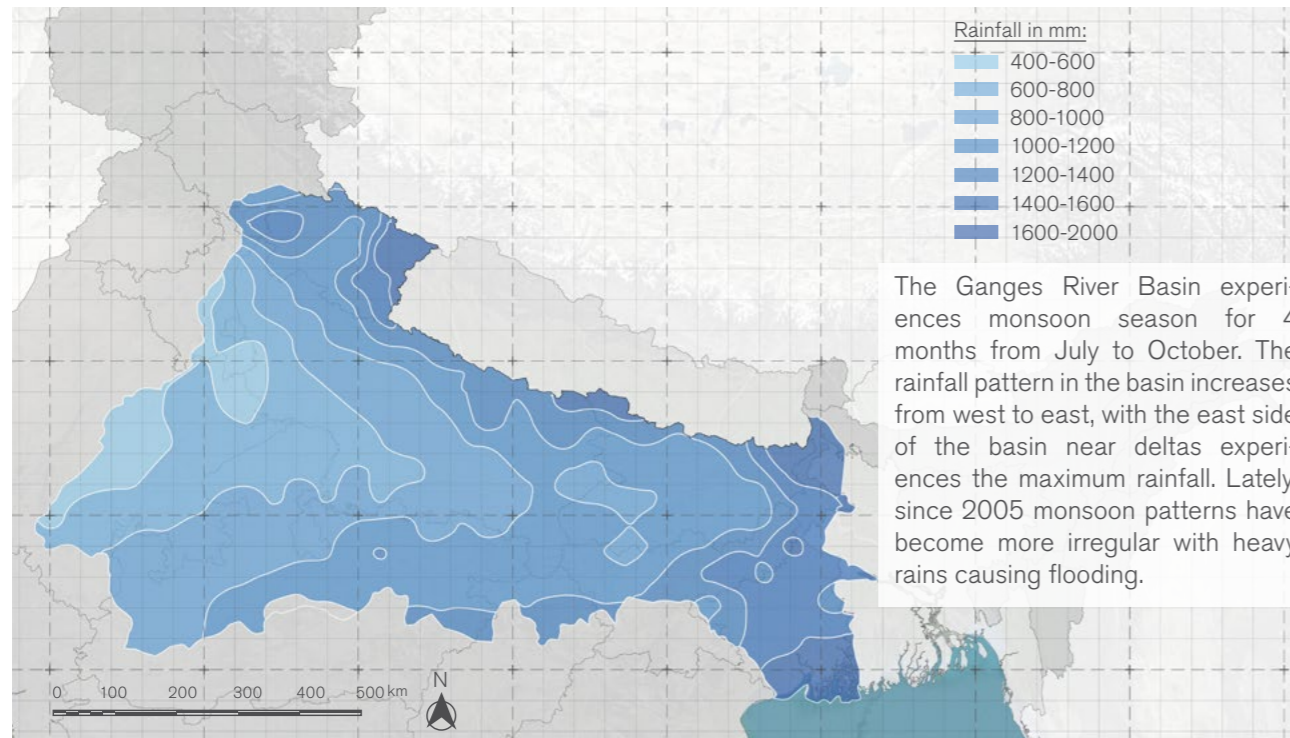 Rainfall in mm:
400-600
600-800
800-1000
1000-1200
1200-1400
1400-1600
1600-2000
The Ganges River Basin experi-
ences monsoon season for 4
months from July to October. The
rainfall pattern in the basin increases
from west to east, with the east side
of the basin near deltas experi-
ences the maximum rainfall. Lately
since 2005 monsoon patterns have
become more irregular with heavy
rains causing flooding.
0 100 200 300 400 500 km
N